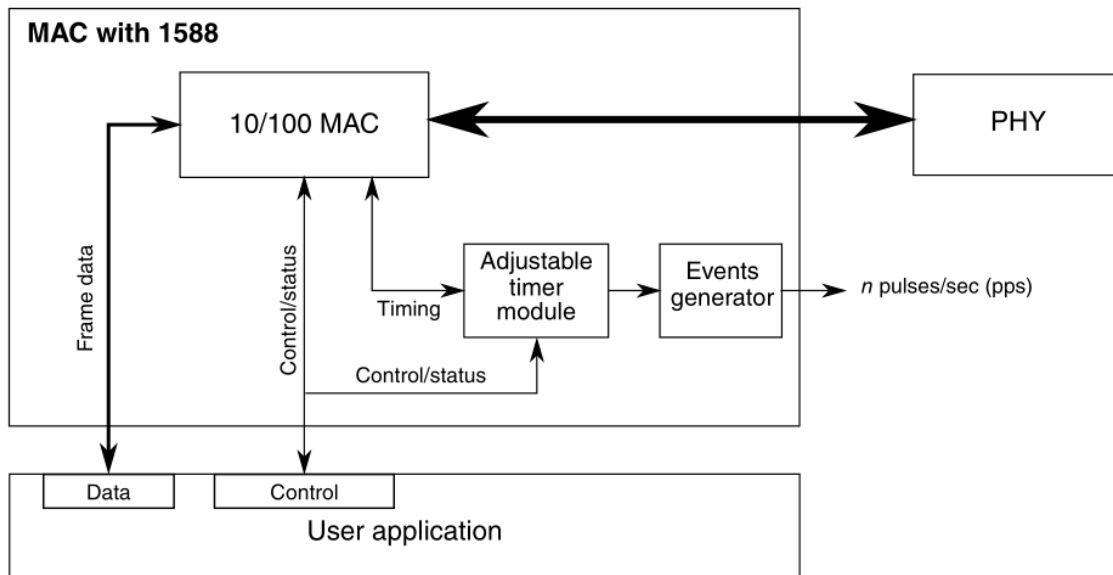 MAC with 1588
10/100 MAC
PHY
Frame data
Control/status
Timing
Adjustable
timer
module
Events
generator
n pulses/sec (pps)
Control/status
Data
Control
User application